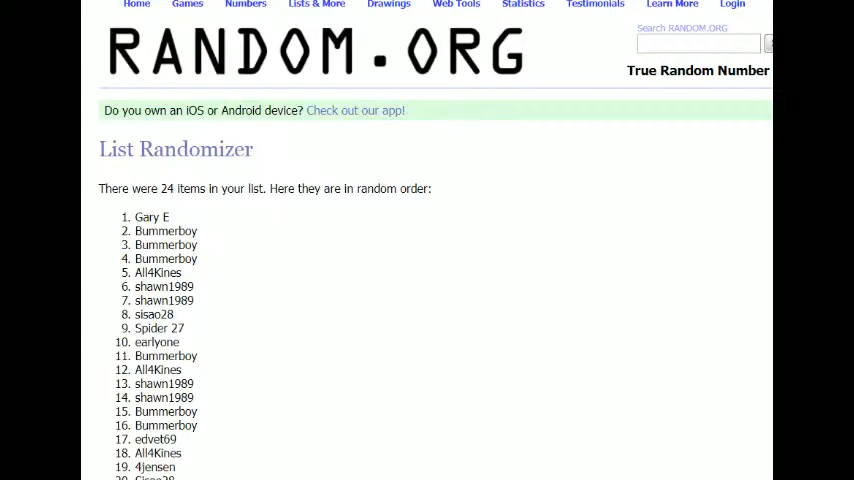 Home Games Numbers Lists & More Drawings Web Tools Statistics Testimonials Learn More Login
RANDOM.ORG
Search RANDOM.ORG
True Random Number
Do you own an iOS or Android device? Check out our app!
List Randomizer
There were 24 items in your list. Here they are in random order:
1. Gary E
2. Bummerboy
3. Bummerboy
4. Bummerboy
5. All4Kines
6. shawn1989
7. shawn1989
8. sisao28
9. Spider 27
10. earlyone
11. Bummerboy
12. All4Kines
13. shawn1989
14. shawn1989
15. Bummerboy
16. Bummerboy
17. edvet69
18. All4Kines
19. 4jensen
20. Sisao28